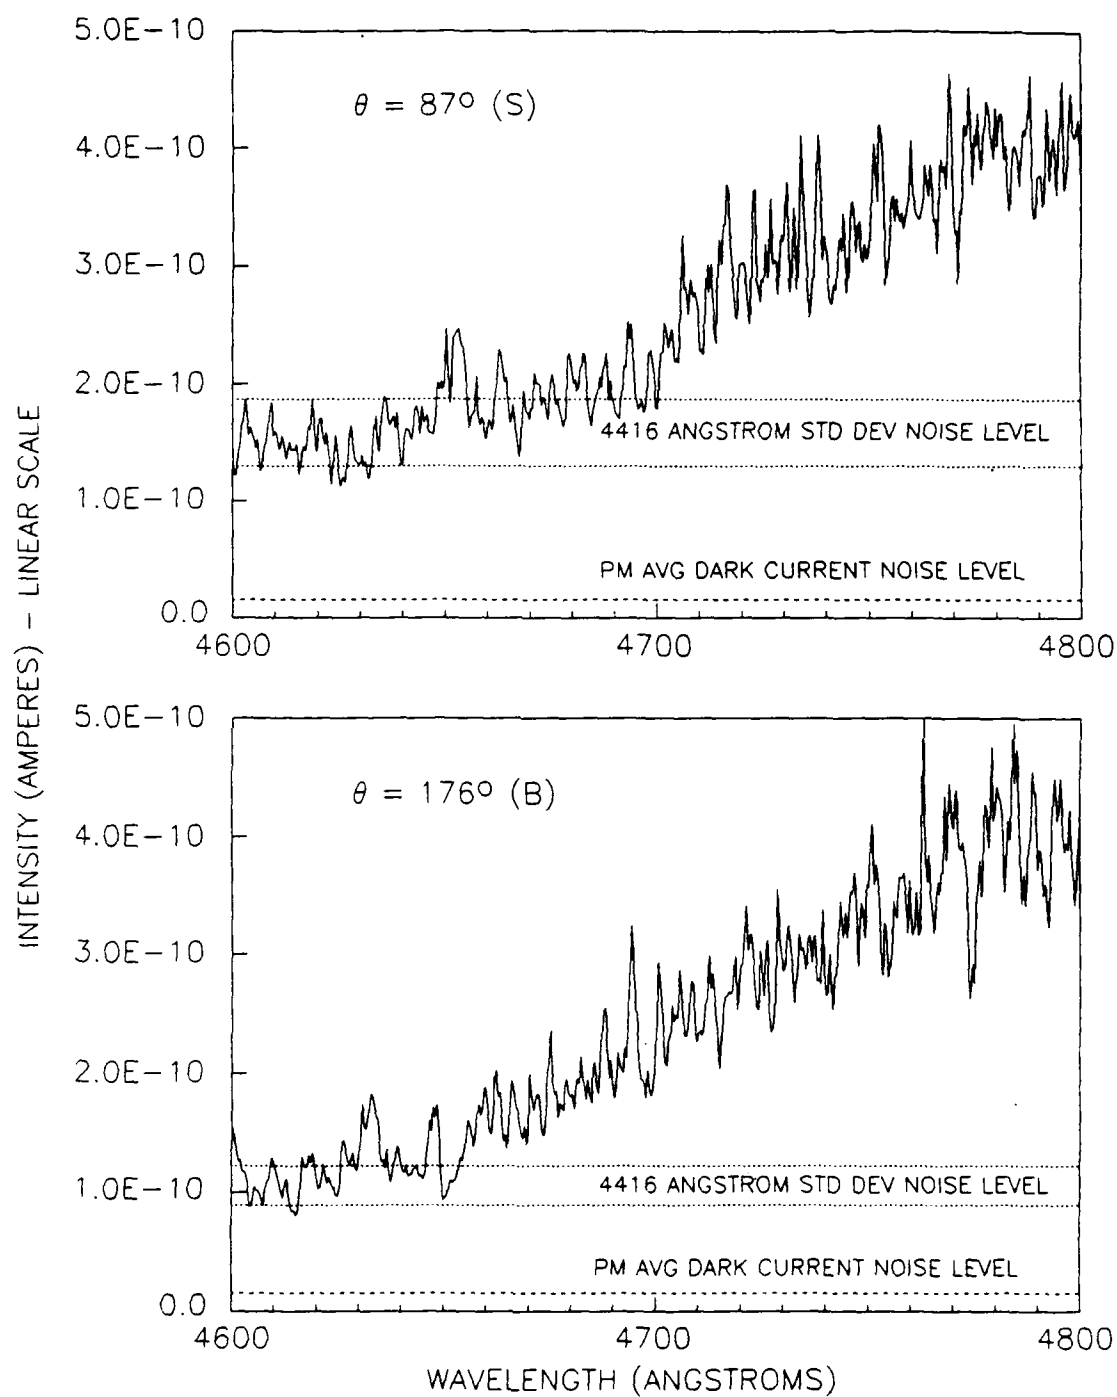 5.0E-10
θ = 87° (S)
4.0E-10
3.0E-10
2.0E-10
4416 ANGSTROM STD DEV NOISE LEVEL
1.0E-10
PM AVG DARK CURRENT NOISE LEVEL
0.0
4600 4700 4800
INTENSITY (AMPERES) - LINEAR SCALE
5.0E-10
θ = 176° (B)
4.0E-10
3.0E-10
2.0E-10
1.0E-10
4416 ANGSTROM STD DEV NOISE LEVEL
PM AVG DARK CURRENT NOISE LEVEL
0.0
4600 4700 4800
WAVELENGTH (ANGSTROMS)